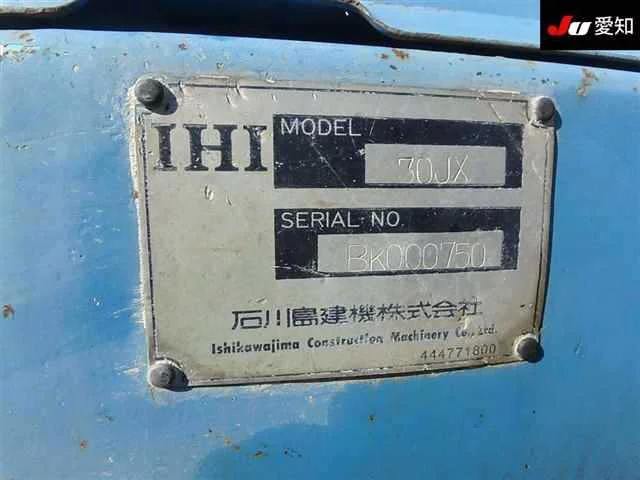 Ju 愛知
IHI
MODEL
30JX
SERIAL NO.
BK000750
石川島建機株式会社
Ishikawajima Construction Machinery Co., Ltd.
444771800